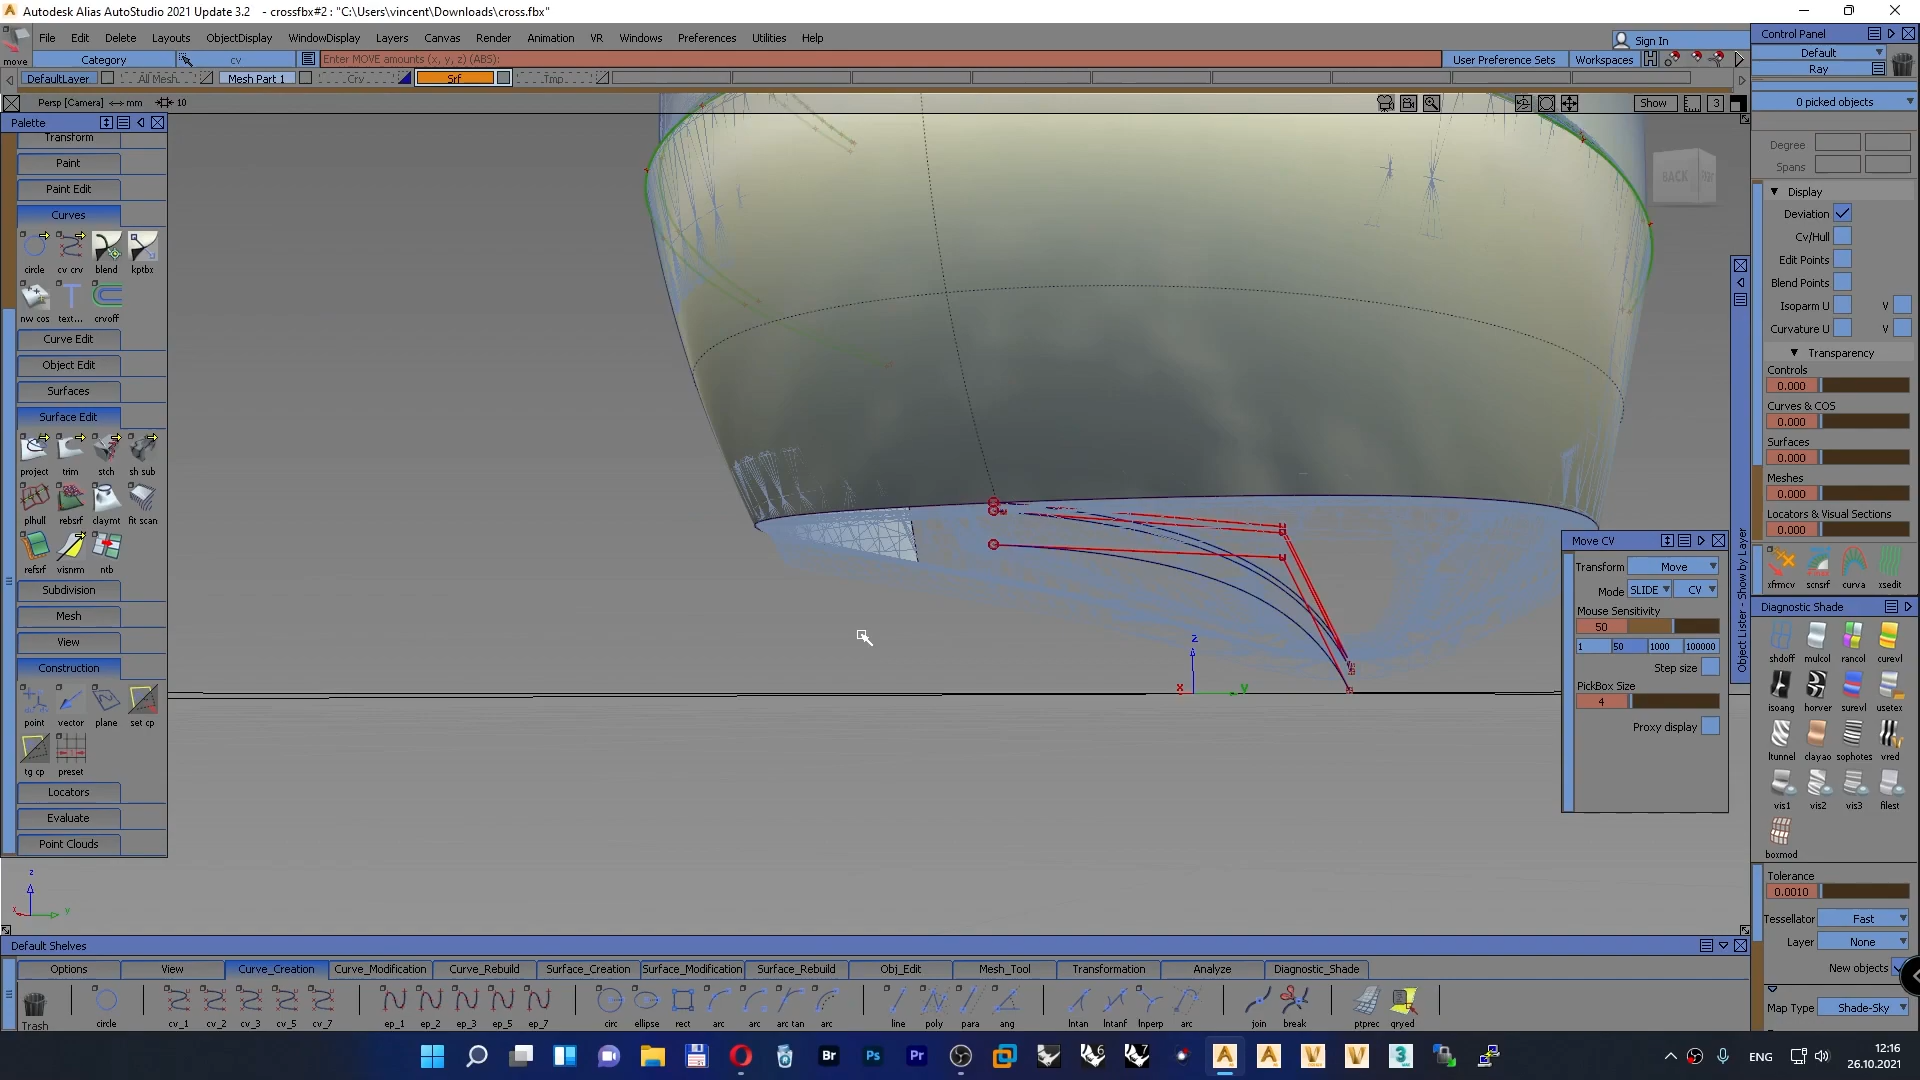 Autodesk Alias AutoStudio 2021 Update 3.2 - crossfbx#2 : "C:\Users\vincent\Downloads\cross.fbx"
File Edit Delete Layouts ObjectDisplay WindowDisplay Layers Canvas Render Animation VR Windows Preferences Utilities Help
Sign In
move Category cv Enter MOVE amounts (x, y, z) (ABS): User Preference Sets Workspaces
DefaultLayer All Mesh Mesh Part 1 Crv Srf Tmp
Persp [Camera] <-> mm 10 Show 3
Palette
Transform
Paint
Paint Edit
Curves
circle cv crv blend kptbx
nw cos text... crvoff
Curve Edit
Object Edit
Surfaces
Surface Edit
project trim stch sh sub
plhull rebsrf claymt fit scan
refsrf visnrm ntb
Subdivision
Mesh
View
Construction
point vector plane set cp
tg cp preset
Locators
Evaluate
Point Clouds
BACK
z
x y
z
x y
Move CV
Transform Move
Mode SLIDE CV
Mouse Sensitivity
50
1 50 1000 100000
Step size
PickBox Size
4
Proxy display
Object Lister - Show by Layer
Control Panel
Default
Ray
0 picked objects
Degree
Spans
Display
Deviation
Cv/Hull
Edit Points
Blend Points
Isoparm U V
Curvature U V
Transparency
Controls
0.000
Curves & COS
0.000
Surfaces
0.000
Meshes
0.000
Locators & Visual Sections
0.000
xfrmcv scnsrf curva xsedit
Diagnostic Shade
shdoff mulcol rancol curevl
isoang horver surevl usetex
ltunnel clayao sophotes vred
vis1 vis2 vis3 filest
boxmod
Tolerance
0.0010
Tessellator Fast
Layer None
New objects
Map Type Shade-Sky
Default Shelves
Options View Curve_Creation Curve_Modification Curve_Rebuild Surface_Creation Surface_Modification Surface_Rebuild Obj_Edit Mesh_Tool Transformation Analyze Diagnostic_Shade
Trash circle cv_1 cv_2 cv_3 cv_5 cv_7 ep_1 ep_2 ep_3 ep_5 ep_7 circ ellipse rect arc arc arc tan arc line poly para ang lntan lntanf lnperp arc join break ptprec qryed
Br Ps Pr 6 7 3 ENG 12:16
26.10.2021